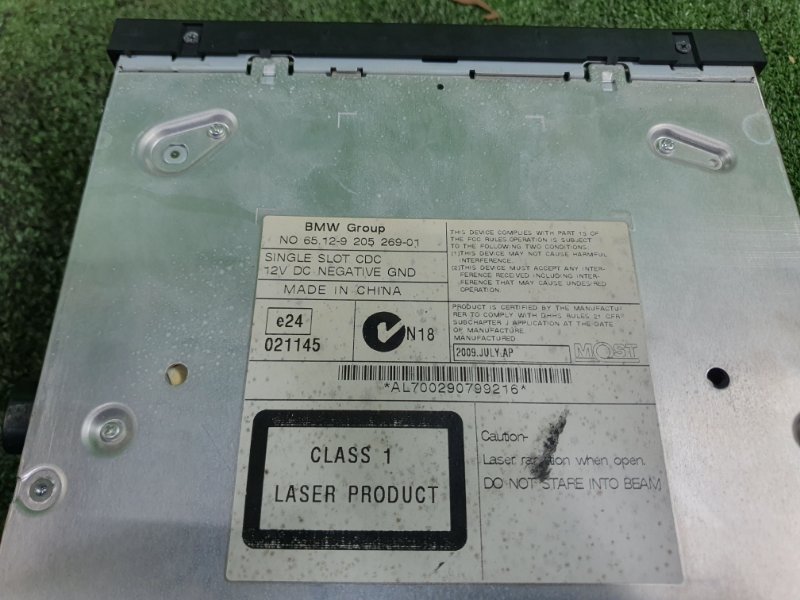 BMW Group
NO 65.12-9 205 269-01
SINGLE SLOT CDC
12V DC NEGATIVE GND
MADE IN CHINA
THIS DEVICE COMPLIES WITH PART 15 OF
THE FCC RULES OPERATION IS SUBJECT
TO THE FOLLOWING TWO CONDITIONS:
(1)THIS DEVICE MAY NOT CAUSE HARMFUL
INTERFERENCE.
(2)THIS DEVICE MUST ACCEPT ANY INTER-
FERENCE RECEIVED INCLUDING INTER-
FERENCE THAT MAY CAUSE UNDESIRED
OPERATION.
e24
021145
N18
PRODUCT IS CERTIFIED BY THE MANUFACTU-
RER TO COMPLY WITH DHHS RULES 21 CFR
SUBCHAPTER J APPLICATION AT THE DATE
OF MANUFACTURE
MANUFACTURED
2009.JULY.AP
MOST
*AL700290799216*
CLASS 1
LASER PRODUCT
Caution-
Laser when open.
DO NOT STARE INTO BEAM